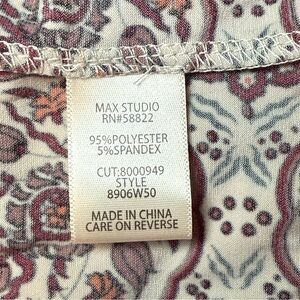 MAX STUDIO
RN#58822
95%POLYESTER
5%SPANDEX
CUT:8000949
STYLE
8906W50
MADE IN CHINA
CARE ON REVERSE